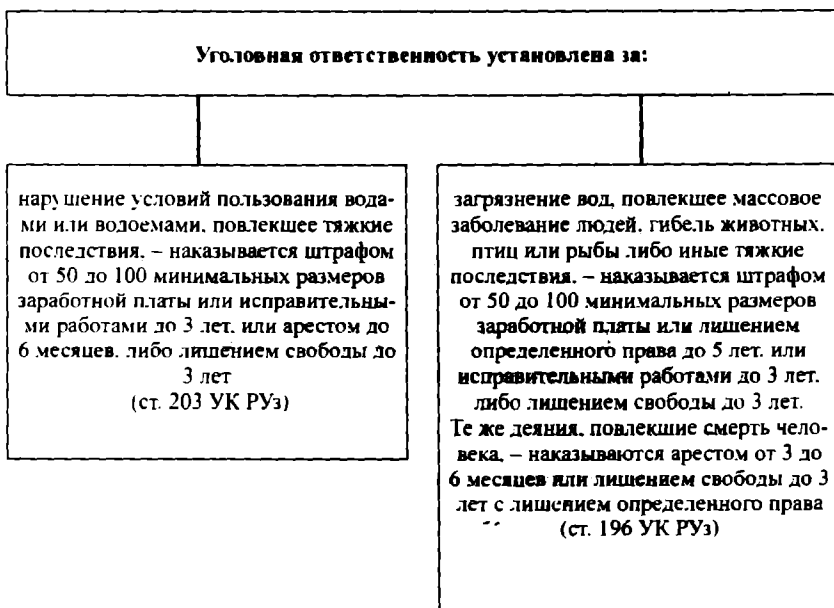 Уголовная ответственность установлена за:
нарушение условий пользования вода-
ми или водоемами, повлекшее тяжкие
последствия, – наказывается штрафом
от 50 до 100 минимальных размеров
заработной платы или исправительны-
ми работами до 3 лет, или арестом до
6 месяцев, либо лишением свободы до
3 лет
(ст. 203 УК РУз)
загрязнение вод, повлекшее массовое
заболевание людей, гибель животных,
птиц или рыбы либо иные тяжкие
последствия, – наказывается штрафом
от 50 до 100 минимальных размеров
заработной платы или лишением
определенного права до 5 лет, или
исправительными работами до 3 лет,
либо лишением свободы до 3 лет.
Те же деяния, повлекшие смерть чело-
века, – наказываются арестом от 3 до
6 месяцев или лишением свободы до 3
лет с лишением определенного права
(ст. 196 УК РУз)